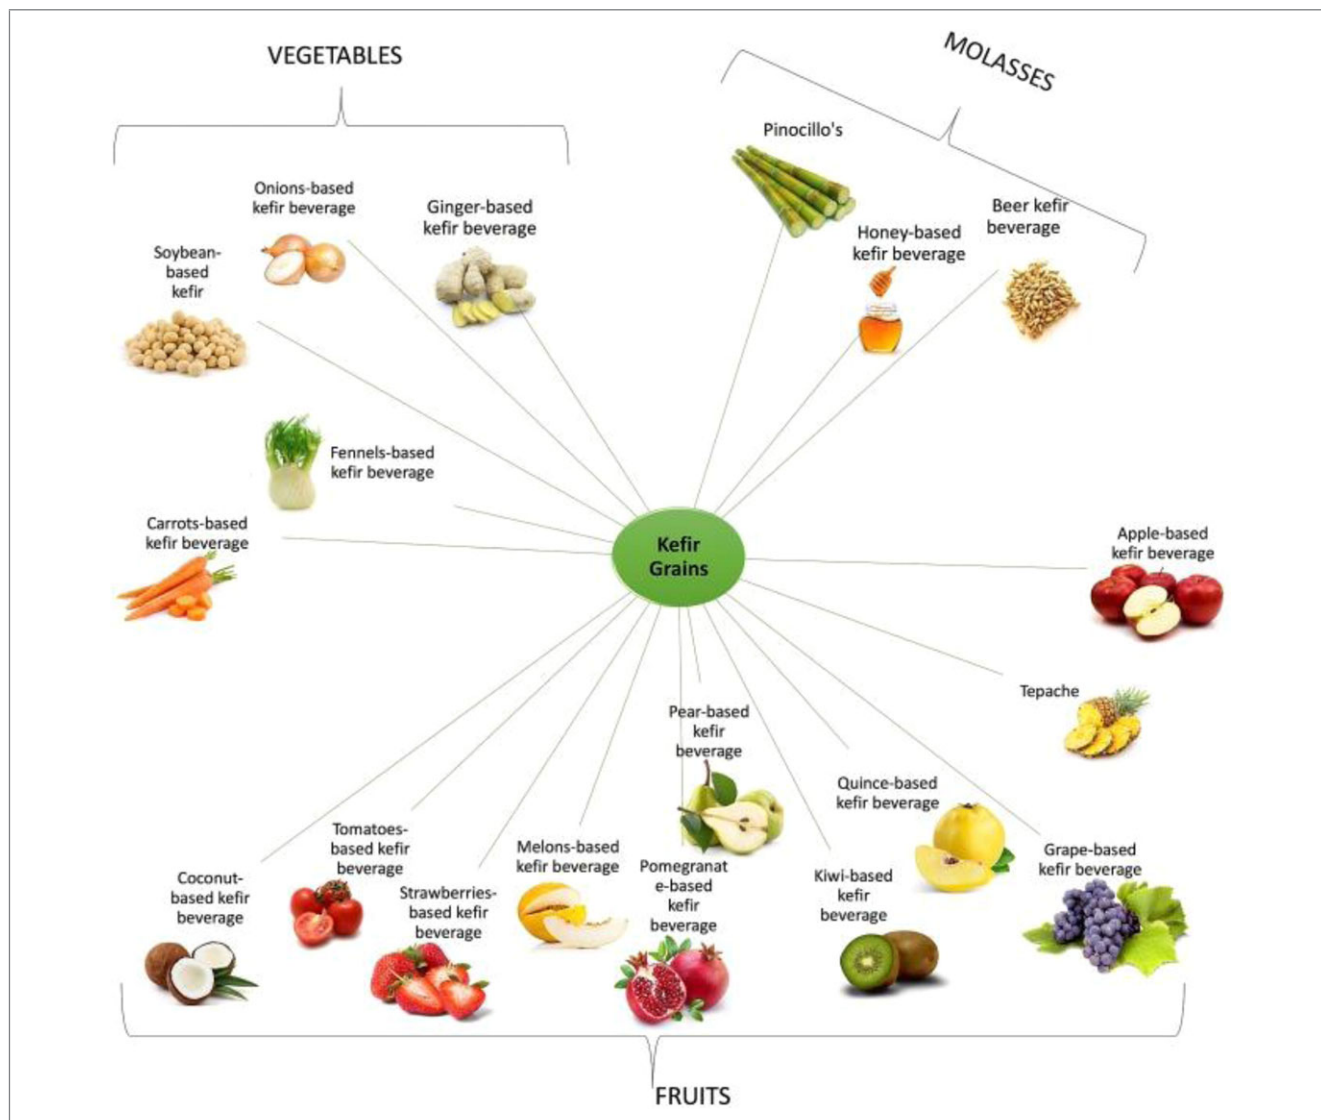 VEGETABLES
MOLASSES
Pinocillo's
Onions-based
kefir beverage
Ginger-based
kefir beverage
Beer kefir
beverage
Honey-based
kefir beverage
Soybean-
based
kefir
Fennels-based
kefir beverage
Carrots-based
kefir beverage
Kefir
Grains
Apple-based
kefir beverage
Tepache
Pear-based
kefir
beverage
Quince-based
kefir beverage
Tomatoes-
based kefir
beverage
Melons-based
kefir beverage
Grape-based
kefir beverage
Coconut-
based kefir
beverage
Strawberries-
based kefir
beverage
Pomegranat
e-based
kefir
beverage
Kiwi-based
kefir
beverage
FRUITS